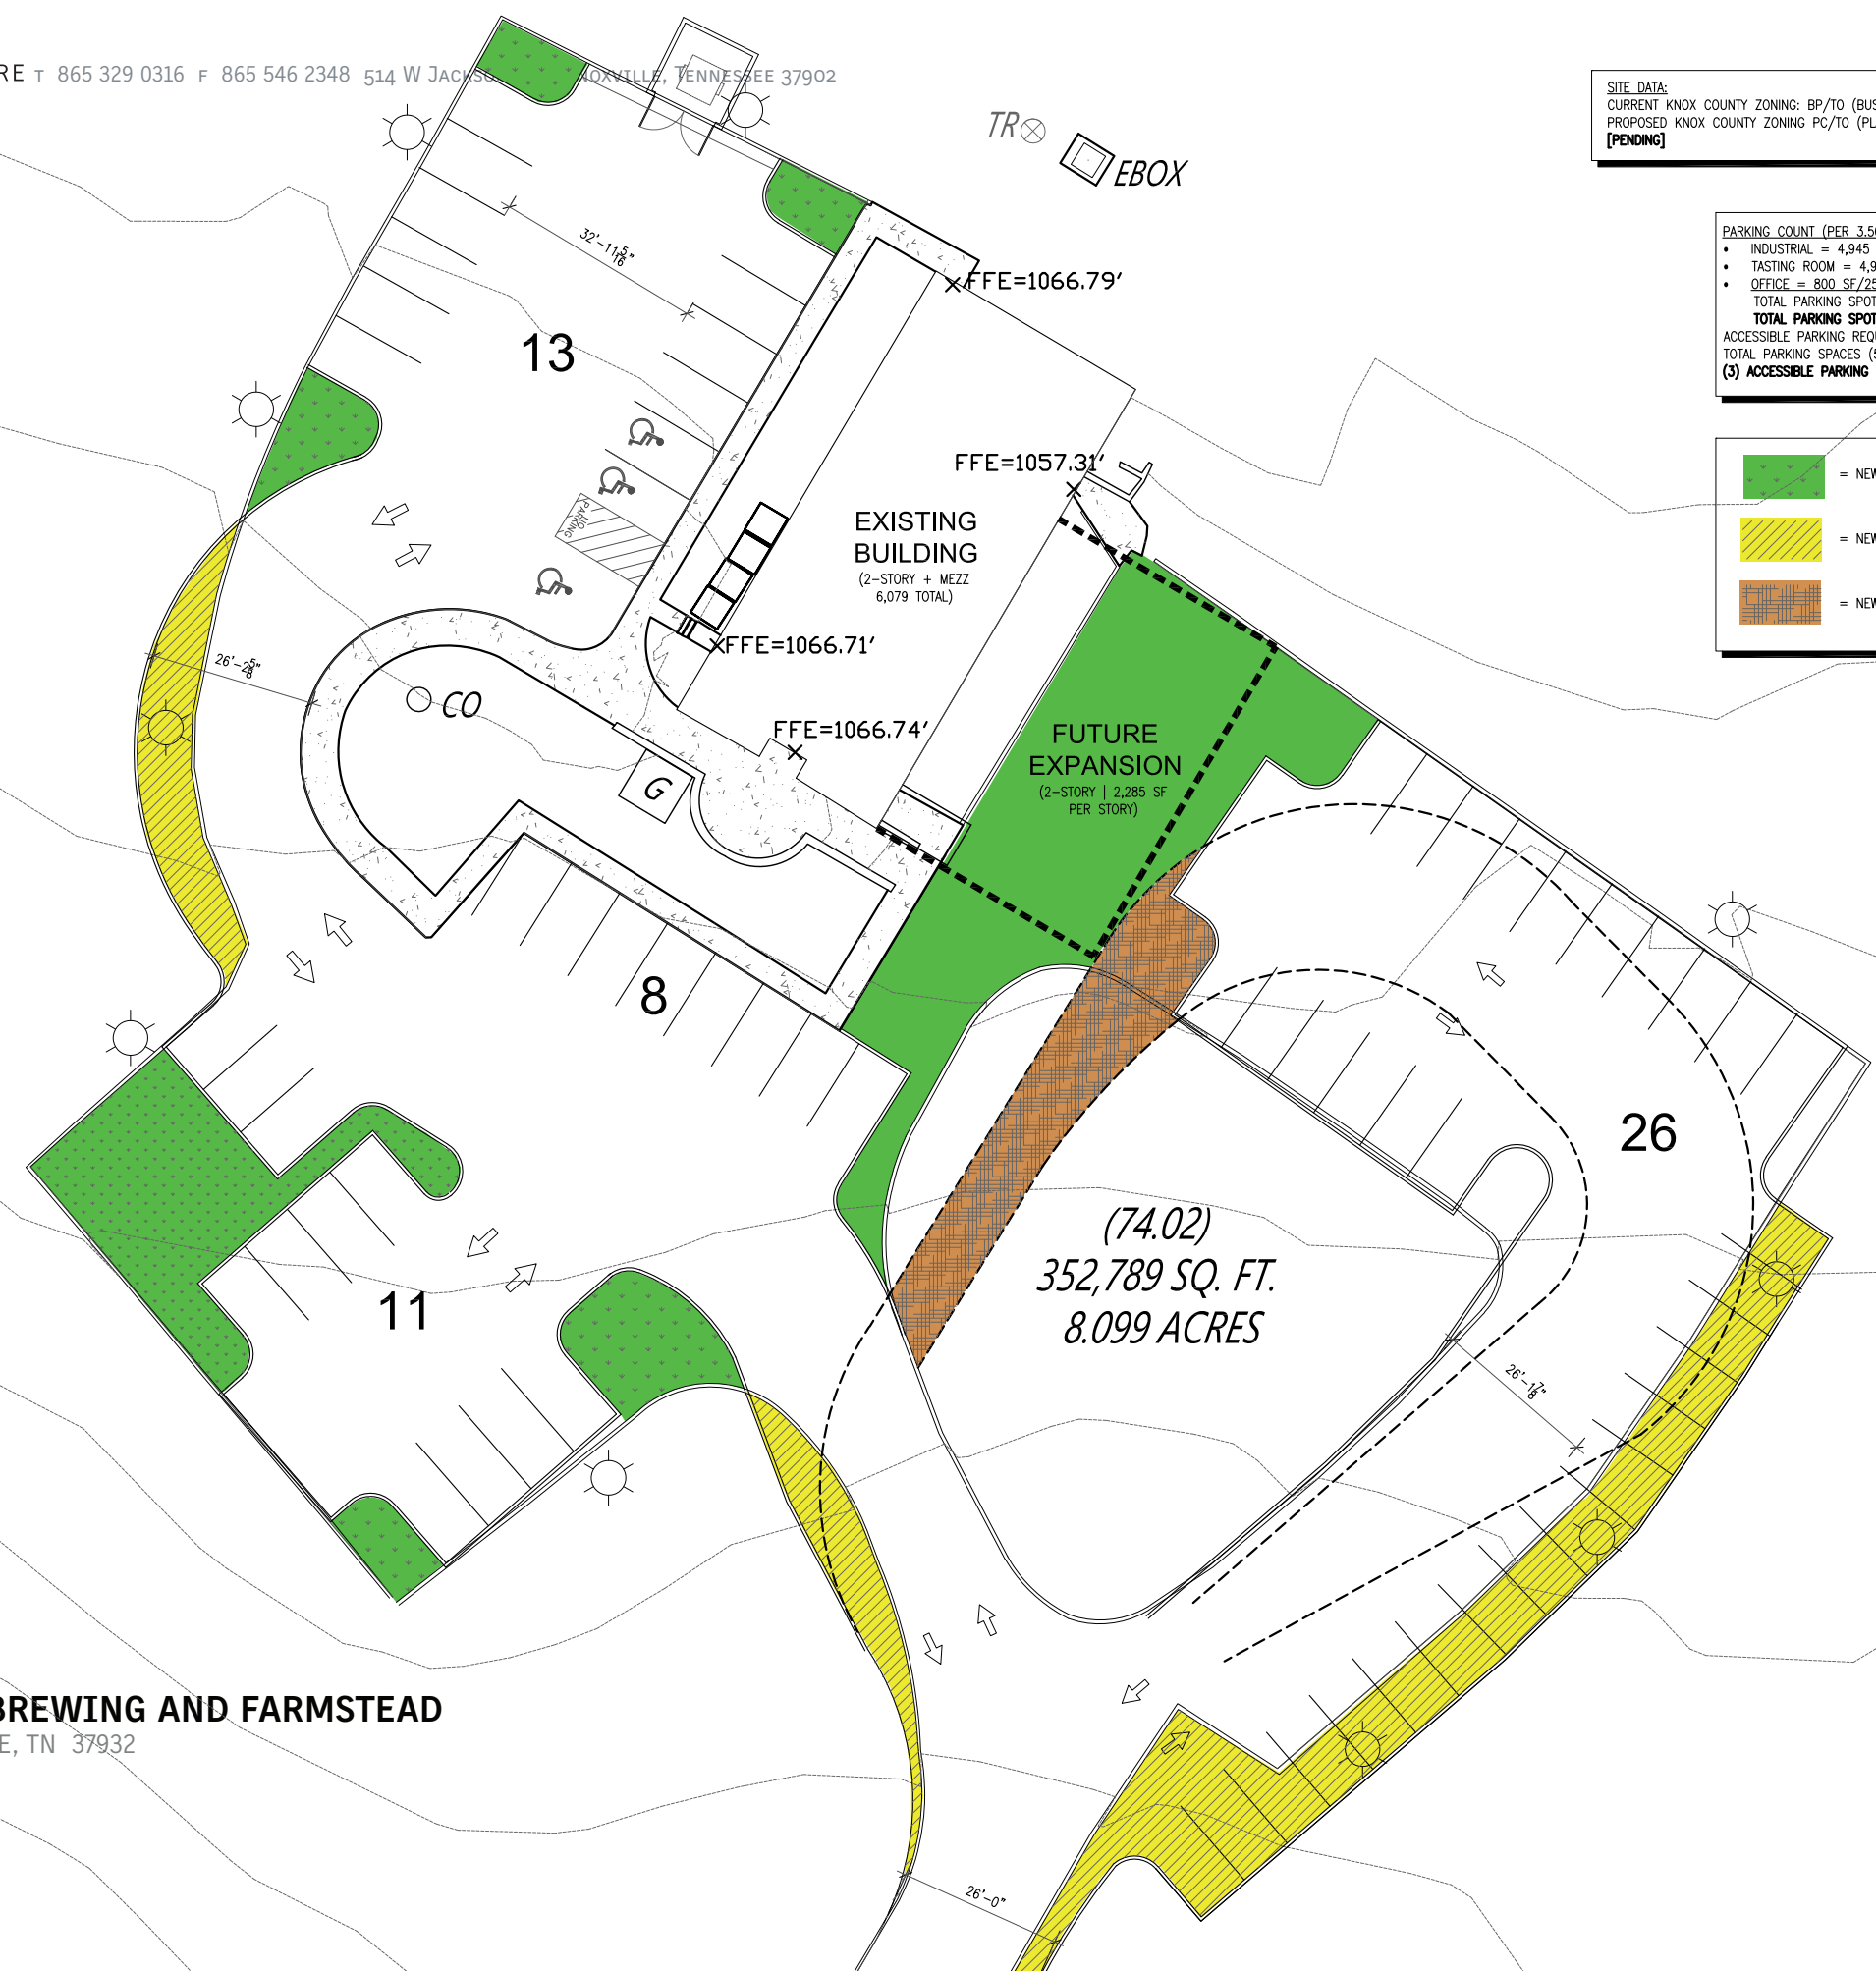 RE T 865 329 0316 F 865 546 2348 514 W JACKSO NOXVILLE, TENNESSEE 37902
SITE DATA:
CURRENT KNOX COUNTY ZONING: BP/TO (BUS
PROPOSED KNOX COUNTY ZONING PC/TO (PL
[PENDING]
TR
EBOX
PARKING COUNT (PER 3.5
• INDUSTRIAL = 4,945
• TASTING ROOM = 4,9
• OFFICE = 800 SF/25
TOTAL PARKING SPOT
TOTAL PARKING SPOT
ACCESSIBLE PARKING REQU
TOTAL PARKING SPACES (
(3) ACCESSIBLE PARKING
= NEW
= NEW
= NEW
32'-11 5/16"
13
FFE=1066.79'
FFE=1057.31'
EXISTING
BUILDING
(2-STORY + MEZZ
6,079 TOTAL)
NO
PARKING
26'-2 5/8"
FFE=1066.71'
CO
FFE=1066.74'
G
FUTURE
EXPANSION
(2-STORY | 2,285 SF
PER STORY)
8
26
11
(74.02)
352,789 SQ. FT.
8.099 ACRES
26'-1 7/8"
BREWING AND FARMSTEAD
E, TN 37932
26'-0"